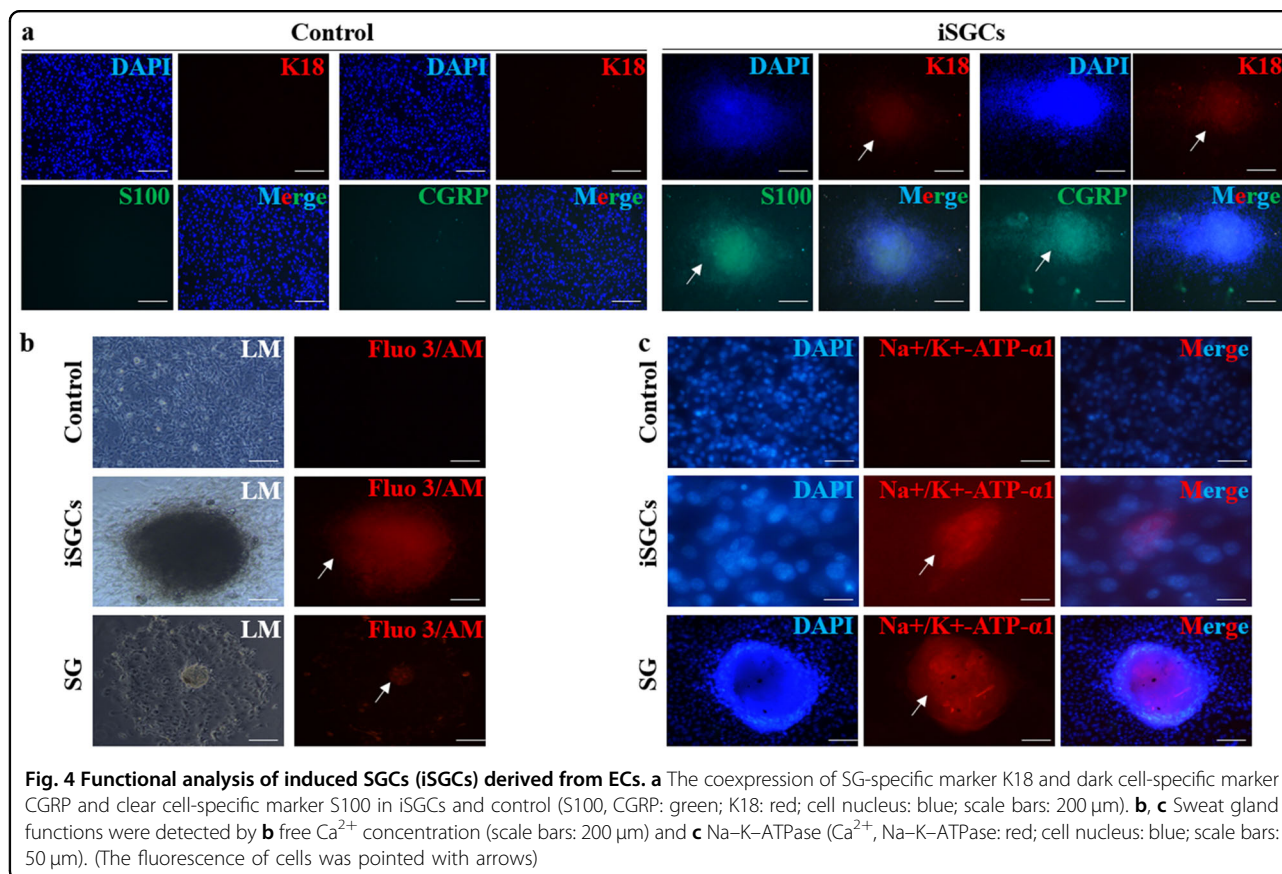 a
Control
iSGCs
DAPI K18 DAPI K18 DAPI K18 DAPI K18
S100 Merge CGRP Merge S100 Merge CGRP Merge
b
Control
LM Fluo 3/AM
iSGCs
LM Fluo 3/AM
SG
LM Fluo 3/AM
c
Control
DAPI Na+/K+-ATP-α1 Merge
iSGCs
DAPI Na+/K+-ATP-α1 Merge
SG
DAPI Na+/K+-ATP-α1 Merge
Fig. 4 Functional analysis of induced SGCs (iSGCs) derived from ECs. a The coexpression of SG-specific marker K18 and dark cell-specific marker
CGRP and clear cell-specific marker S100 in iSGCs and control (S100, CGRP: green; K18: red; cell nucleus: blue; scale bars: 200 μm). b, c Sweat gland
functions were detected by b free Ca²⁺ concentration (scale bars: 200 μm) and c Na–K–ATPase (Ca²⁺, Na–K–ATPase: red; cell nucleus: blue; scale bars:
50 μm). (The fluorescence of cells was pointed with arrows)